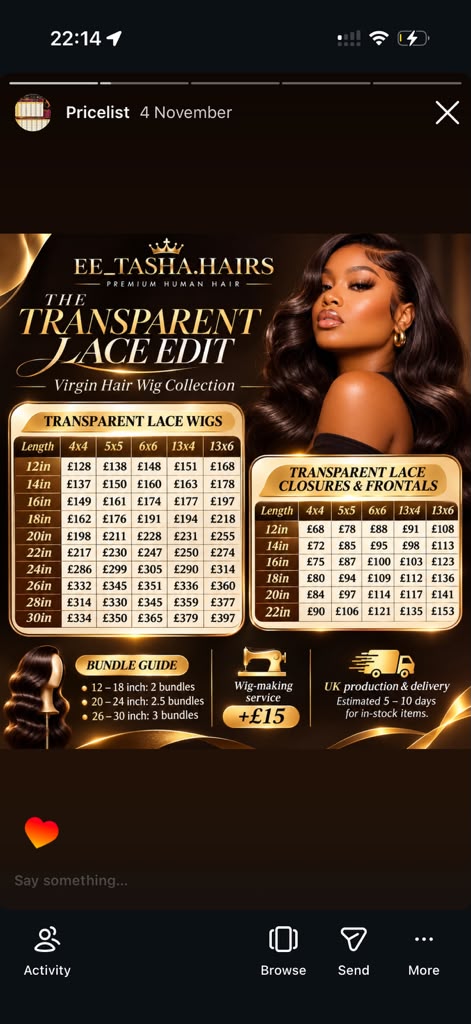 22:14
Pricelist 4 November
EE_TASHA.HAIRS
PREMIUM HUMAN HAIR
THE
TRANSPARENT
LACE EDIT
Virgin Hair Wig Collection
TRANSPARENT LACE WIGS
Length 4x4 5x5 6x6 13x4 13x6
12in £128 £138 £148 £151 £168
14in £137 £150 £160 £163 £178
16in £149 £161 £174 £177 £197
18in £162 £176 £191 £194 £218
20in £198 £211 £228 £231 £255
22in £217 £230 £247 £250 £274
24in £286 £299 £305 £290 £314
26in £332 £345 £351 £336 £360
28in £314 £330 £345 £359 £377
30in £334 £350 £365 £379 £397
TRANSPARENT LACE
CLOSURES & FRONTALS
Length 4x4 5x5 6x6 13x4 13x6
12in £68 £78 £88 £91 £108
14in £72 £85 £95 £98 £113
16in £75 £87 £100 £103 £123
18in £80 £94 £109 £112 £136
20in £84 £97 £114 £117 £141
22in £90 £106 £121 £135 £153
BUNDLE GUIDE
• 12 – 18 inch: 2 bundles
• 20 – 24 inch: 2.5 bundles
• 26 – 30 inch: 3 bundles
Wig-making
service
+£15
UK production & delivery
Estimated 5 – 10 days
for in-stock items.
Say something...
Activity
Browse
Send
More